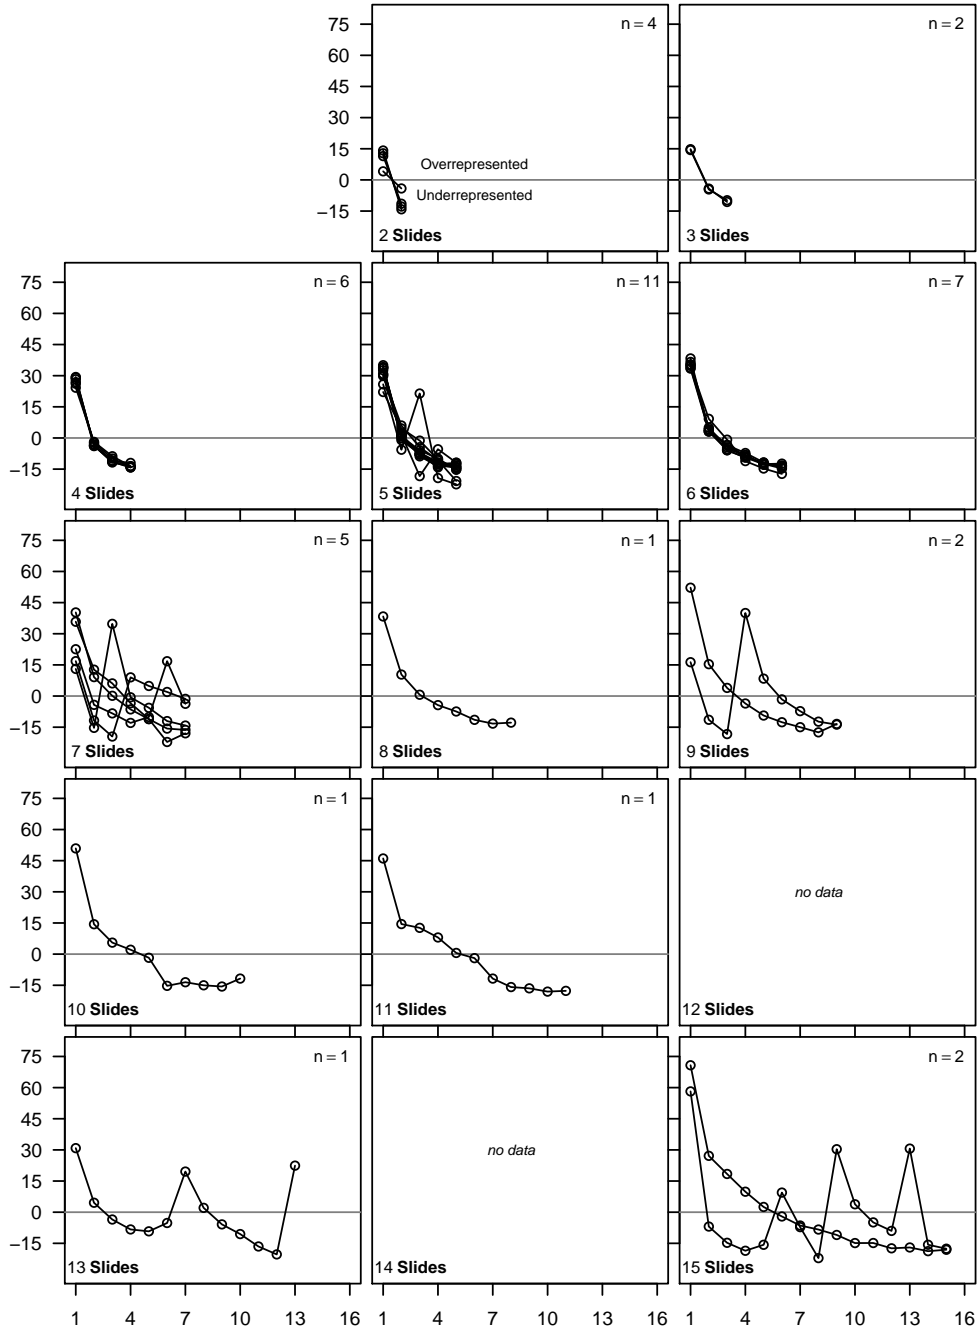 75
60
45
30
15
0
−15
n = 4
Overrepresented
Underrepresented
2 Slides
n = 2
3 Slides
75
60
45
30
15
0
−15
n = 6
4 Slides
n = 11
5 Slides
n = 7
6 Slides
75
60
45
30
15
0
−15
n = 5
7 Slides
n = 1
8 Slides
n = 2
9 Slides
75
60
45
30
15
0
−15
n = 1
10 Slides
n = 1
11 Slides
no data
12 Slides
75
60
45
30
15
0
−15
n = 1
13 Slides
no data
14 Slides
n = 2
15 Slides
1 4 7 10 13 16
1 4 7 10 13 16
1 4 7 10 13 16